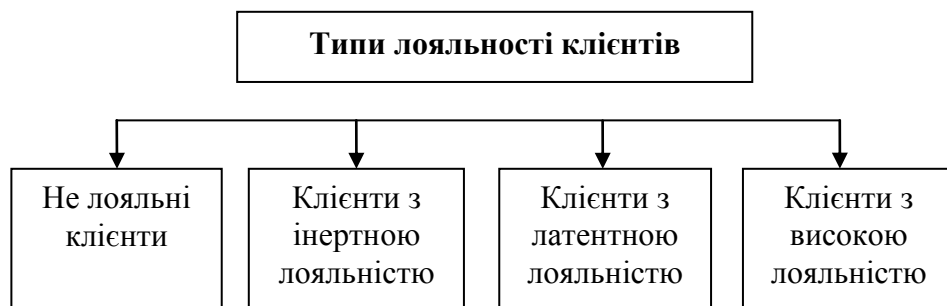 Типи лояльності клієнтів
Не лояльні
клієнти
Клієнти з
інертною
лояльністю
Клієнти з
латентною
лояльністю
Клієнти з
високою
лояльністю